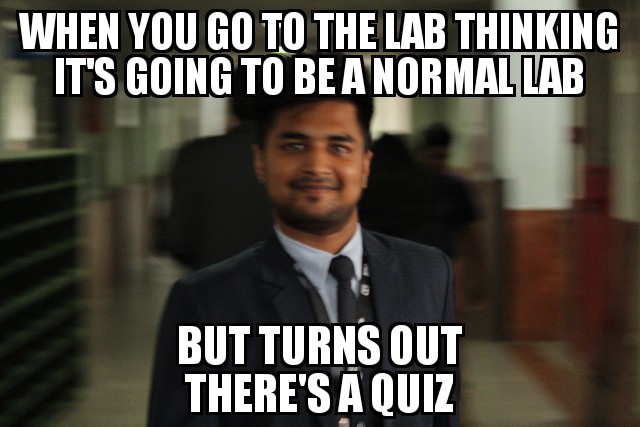 WHEN YOU GO TO THE LAB THINKING
IT'S GOING TO BE A NORMAL LAB
BUT TURNS OUT
THERE'S A QUIZ